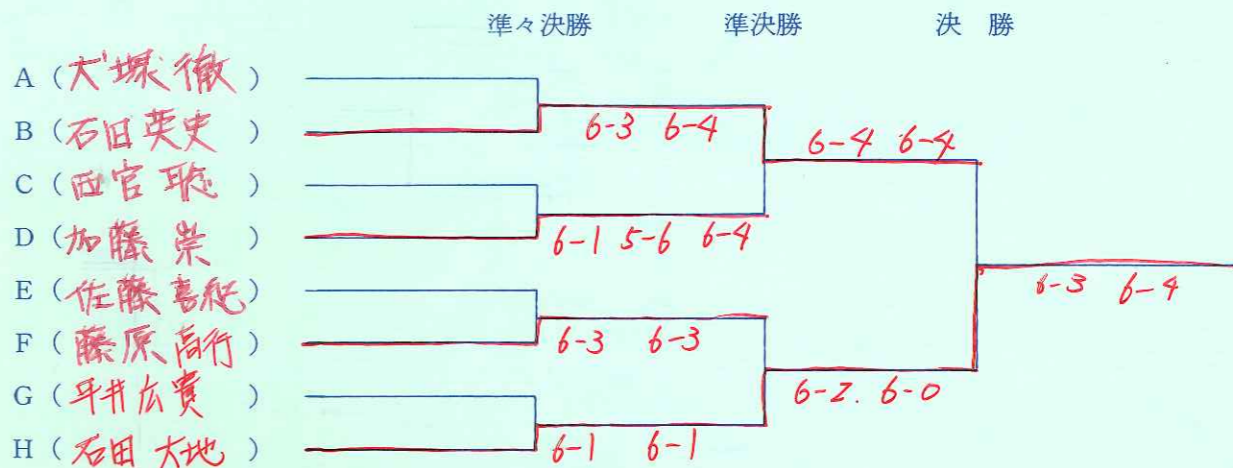 準々決勝 準決勝 決 勝
A (犬塚 徹)
B (石田英史)
6-3 6-4
6-4 6-4
C (西宮 聡)
D (加藤 崇)
6-1 5-6 6-4
E (佐藤喜紀)
6-3 6-4
F (藤原高行)
6-3 6-3
G (平井広實)
6-2. 6-0
H (石田 大地)
6-1 6-1